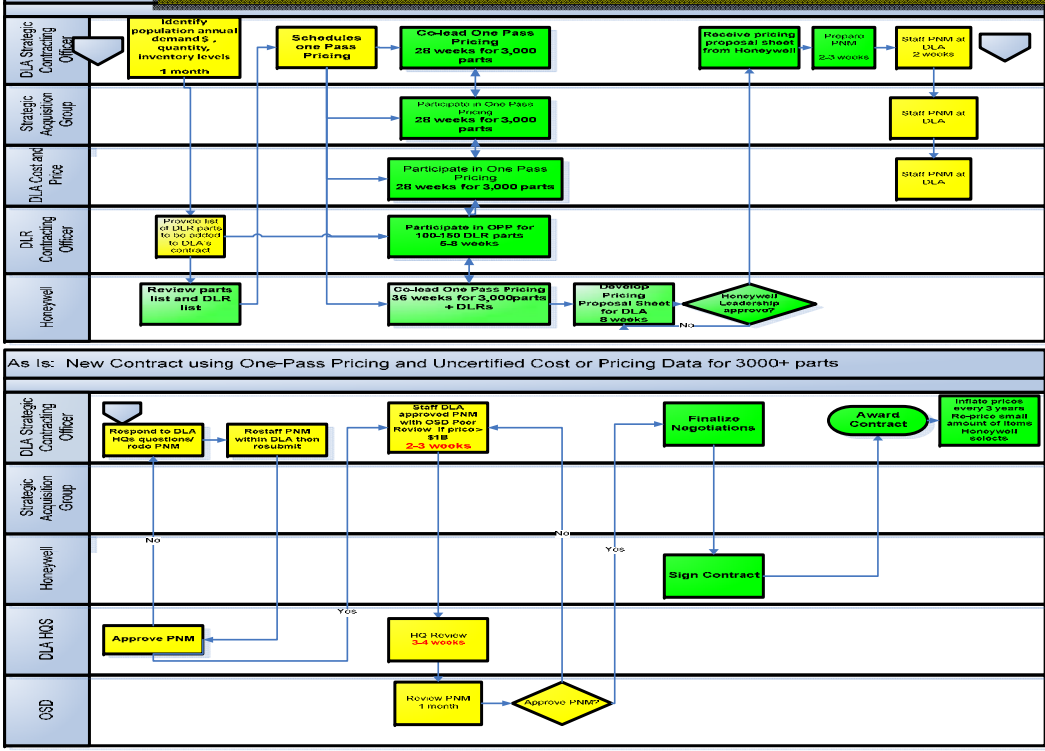 DLA Strategic
Contracting
Officer
Identify
population annual
demand $ ,
quantity,
inventory levels
1 month
Schedules
one Pass
Pricing
Co-lead One Pass
Pricing
28 weeks for 3,000
parts
Receive pricing
proposal sheet
from Honeywell
Prepare
PNM
2-3 weeks
Staff PNM at
DLA
2 weeks
Strategic
Acquisition
Group
Participate in One Pass
Pricing
28 weeks for 3,000
parts
Staff PNM at
DLA
DLA Cost and
Price
Participate in One Pass
Pricing
28 weeks for 3,000 parts
Staff PNM at
DLA
DLR
Contracting
Officer
Provide list
of DLR parts
to be added
to DLA's
contract
Participate in OPP for
100-150 DLR parts
6-8 weeks
Honeywell
Review parts
list and DLR
list
Co-lead One Pass Pricing
36 weeks for 3,000parts
+ DLRs
Develop
Pricing
Proposal Sheet
for DLA
8 weeks
Honeywell
Leadership
approve?
No
As Is: New Contract using One-Pass Pricing and Uncertified Cost or Pricing Data for 3000+ parts
DLA Strategic
Contracting
Officer
Respond to DLA
HQs questions/
redo PNM
Restaff PNM
within DLA then
resubmit
Staff DLA
approved PNM
with OSD Peer
Review if price>
$1B
2-3 weeks
Finalize
Negotiations
Award
Contract
Inflate prices
every 3 years
Re-price small
amount of items
Honeywell
selects
Strategic
Acquisition
Group
Honeywell
No
No
Yes
Sign Contract
DLA HQS
Approve PNM
Yes
HQ Review
3-4 weeks
OSD
Review PNM
1 month
Approve PNM?